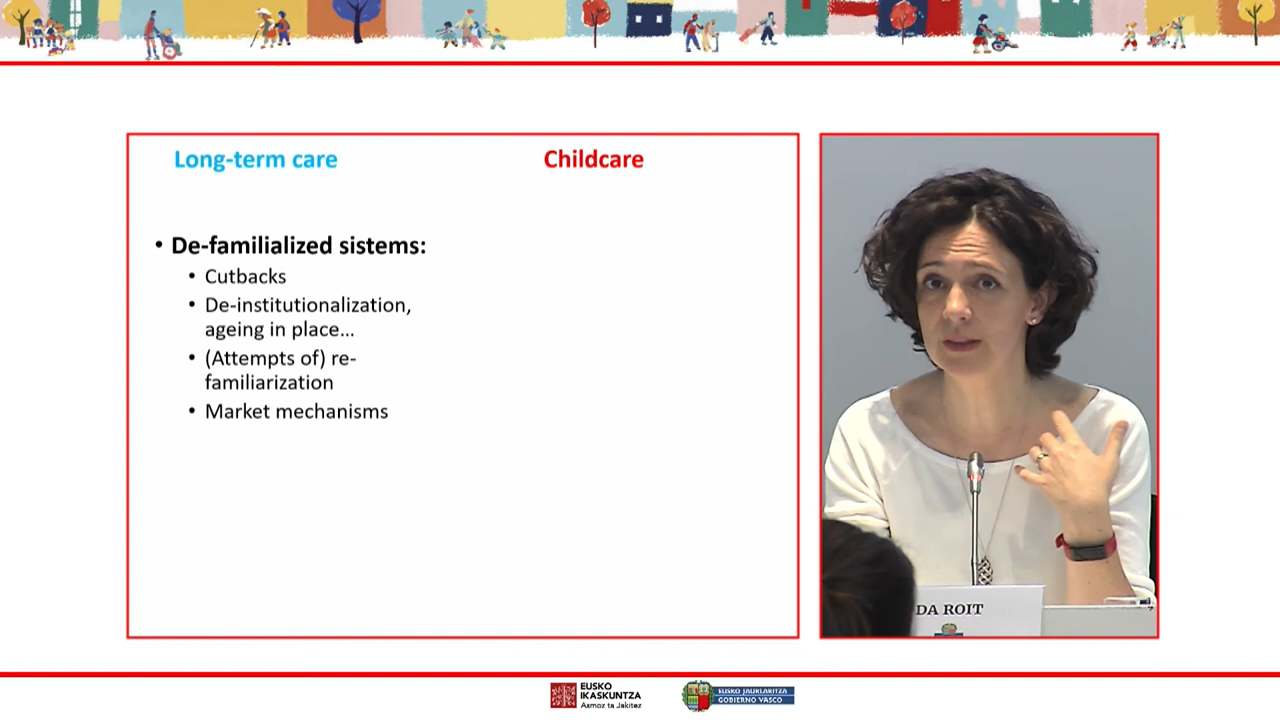 Long-term care
Childcare
• De-familialized sistems:
• Cutbacks
• De-institutionalization,
ageing in place...
• (Attempts of) re-
familiarization
• Market mechanisms
DA ROIT
EUSKO
IKASKUNTZA
Asmoz ta Jakitez
EUSKO JAURLARITZA
GOBIERNO VASCO